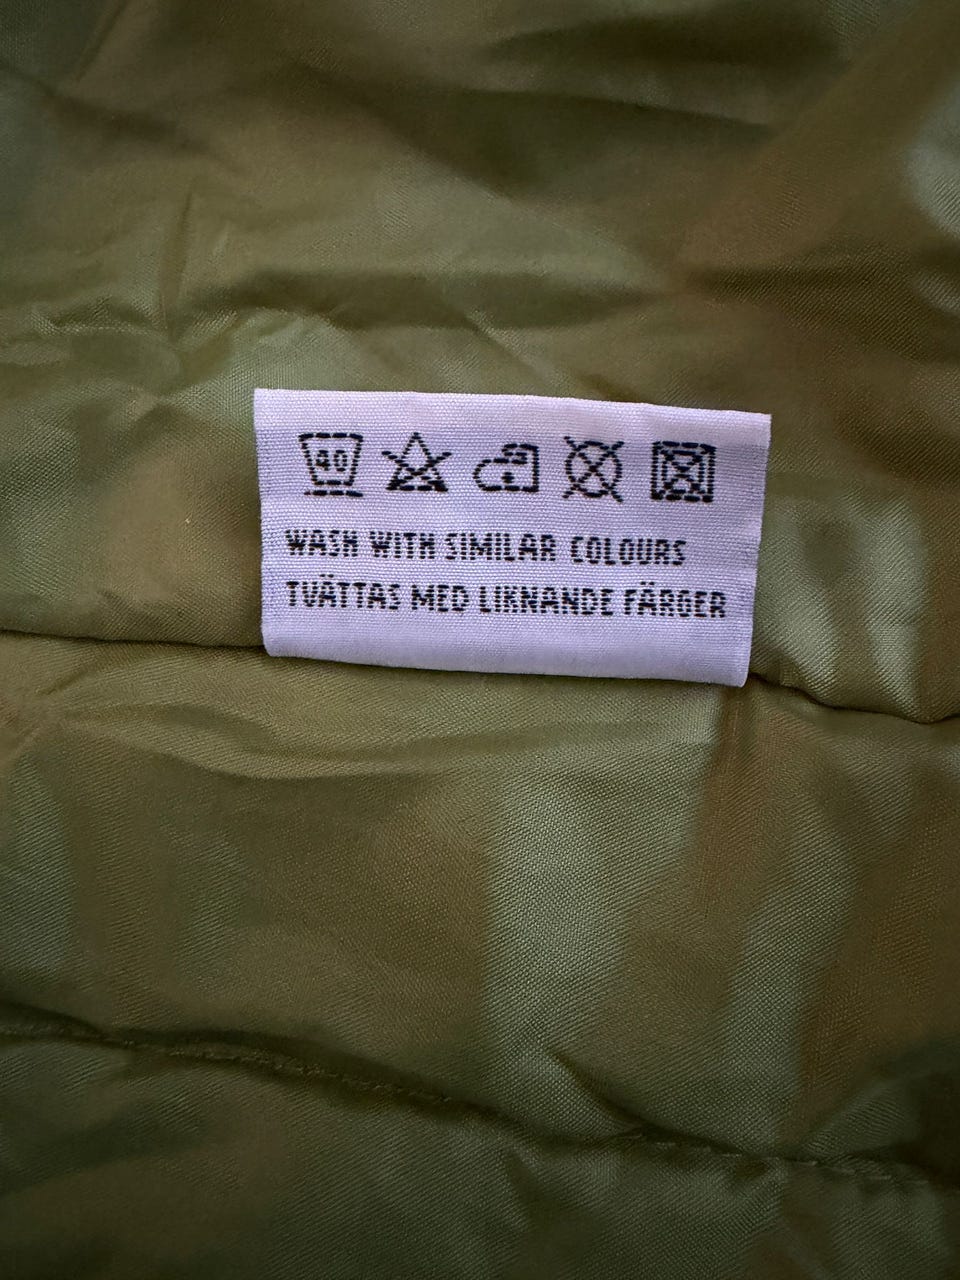 40
WASH WITH SIMILAR COLOURS
TVÄTTAS MED LIKNANDE FÄRGER